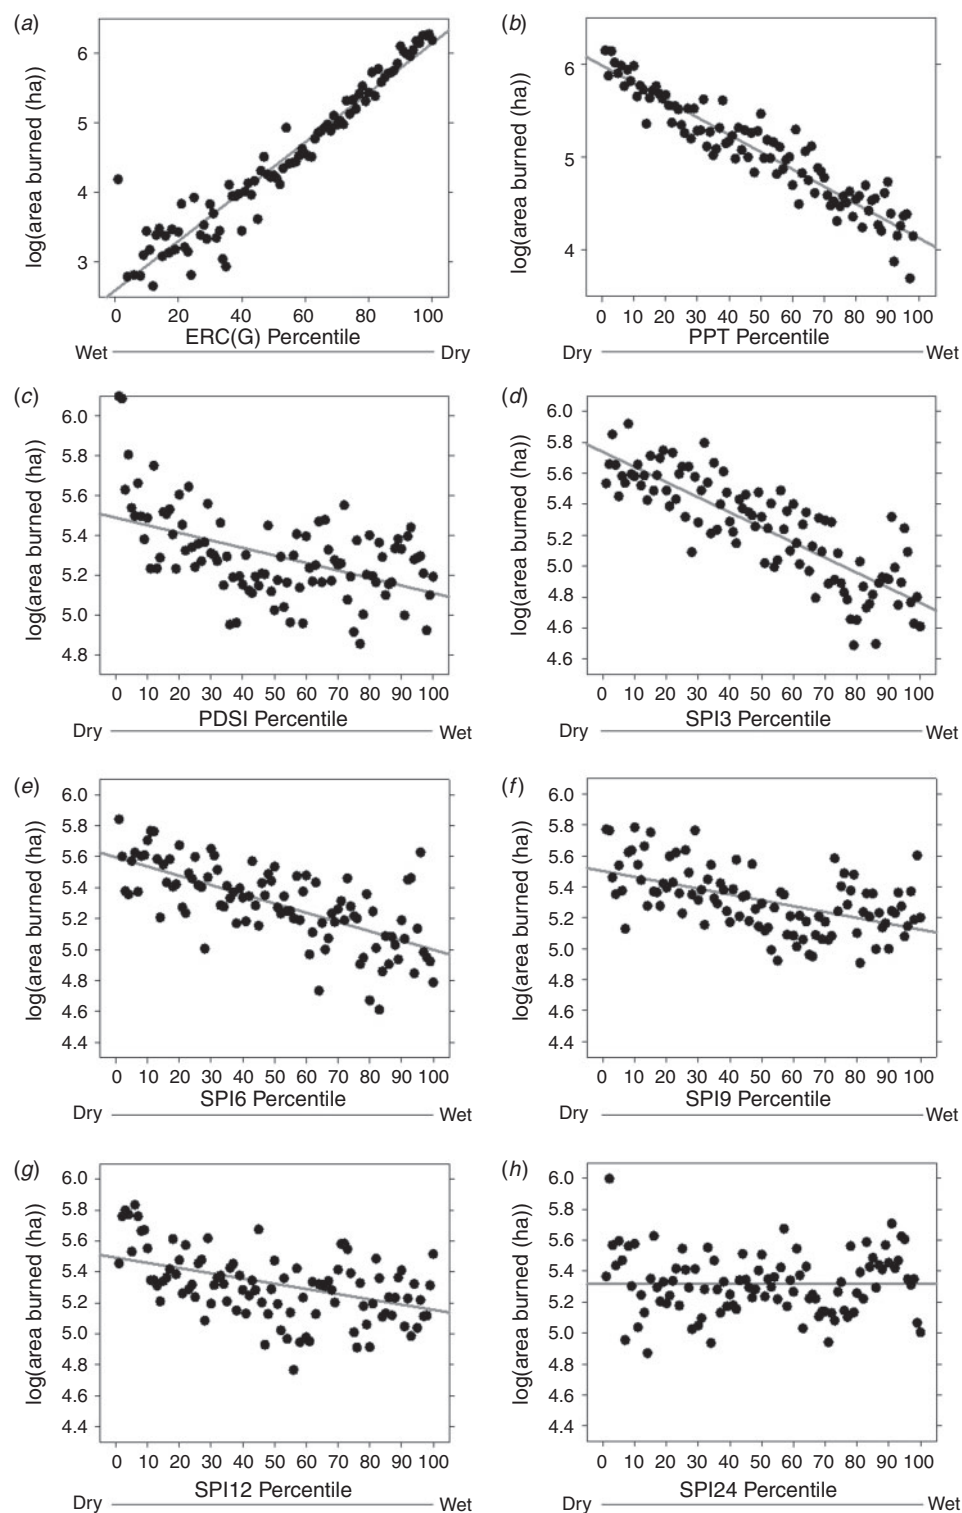 (a)
log(area burned (ha))
6
5
4
3
0 20 40 60 80 100
ERC(G) Percentile
Wet Dry
(b)
log(area burned (ha))
6
5
4
0 10 20 30 40 50 60 70 80 90 100
PPT Percentile
Dry Wet
(c)
log(area burned (ha))
6.0
5.8
5.6
5.4
5.2
5.0
4.8
0 10 20 30 40 50 60 70 80 90 100
PDSI Percentile
Dry Wet
(d)
log(area burned (ha))
6.0
5.8
5.6
5.4
5.2
5.0
4.8
4.6
0 10 20 30 40 50 60 70 80 90 100
SPI3 Percentile
Dry Wet
(e)
log(area burned (ha))
6.0
5.8
5.6
5.4
5.2
5.0
4.8
4.6
4.4
0 10 20 30 40 50 60 70 80 90 100
SPI6 Percentile
Dry Wet
(f)
log(area burned (ha))
6.0
5.8
5.6
5.4
5.2
5.0
4.8
4.6
4.4
0 10 20 30 40 50 60 70 80 90 100
SPI9 Percentile
Dry Wet
(g)
log(area burned (ha))
6.0
5.8
5.6
5.4
5.2
5.0
4.8
4.6
4.4
0 10 20 30 40 50 60 70 80 90 100
SPI12 Percentile
Dry Wet
(h)
log(area burned (ha))
6.0
5.8
5.6
5.4
5.2
5.0
4.8
4.6
4.4
0 10 20 30 40 50 60 70 80 90 100
SPI24 Percentile
Dry Wet